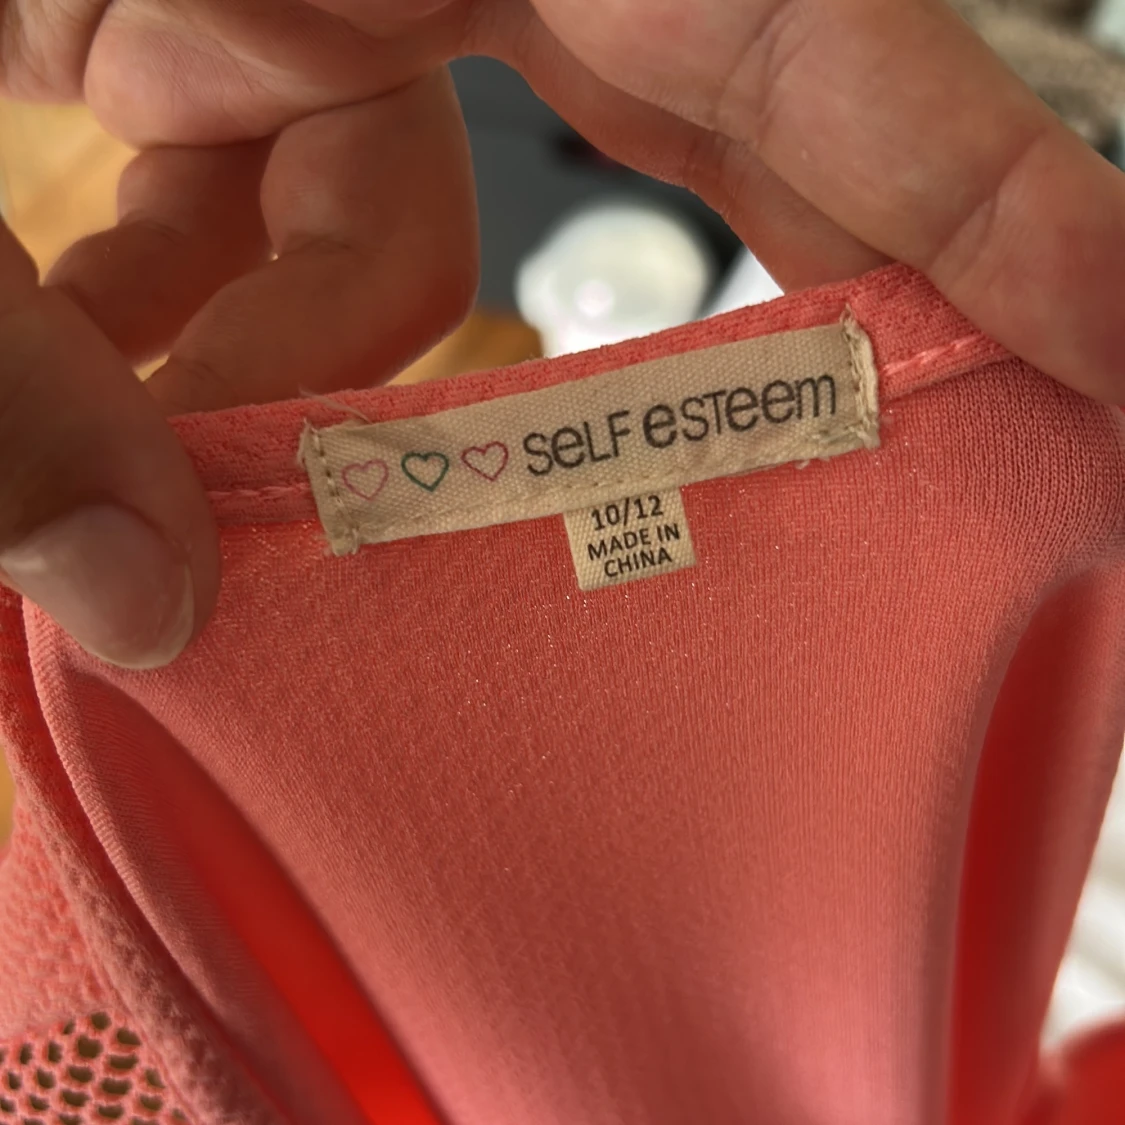 SeLF esTeem
10/12
MADE IN
CHINA